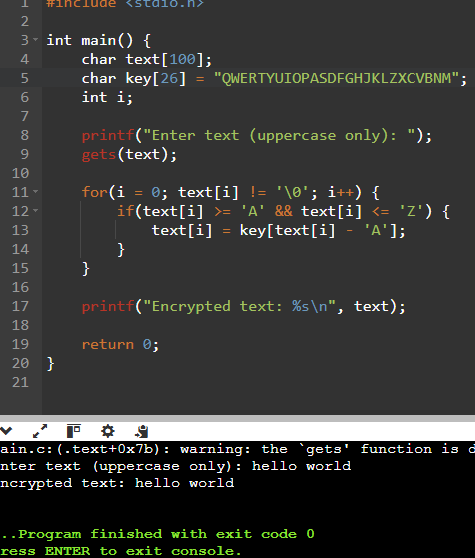 1 #include <stdio.h>
2
3 int main() {
4 char text[100];
5 char key[26] = "QWERTYUIOPASDFGHJKLZXCVBNM";
6 int i;
7
8 printf("Enter text (uppercase only): ");
9 gets(text);
10
11 for(i = 0; text[i] != '\0'; i++) {
12 if(text[i] >= 'A' && text[i] <= 'Z') {
13 text[i] = key[text[i] - 'A'];
14 }
15 }
16
17 printf("Encrypted text: %s\n", text);
18
19 return 0;
20 }
21
ain.c:(.text+0x7b): warning: the `gets' function is d
nter text (uppercase only): hello world
ncrypted text: hello world
..Program finished with exit code 0
ress ENTER to exit console.